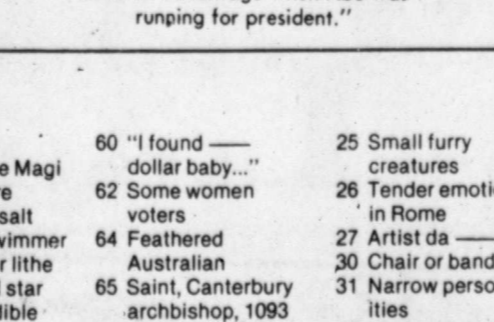 running for president."
60 "I found —
dollar baby..."
62 Some women
voters
64 Feathered
Australian
65 Saint, Canterbury
archbishop, 1093
e Magi
e
salt
wimmer
r lithe
l star
dible
25 Small furry
creatures
26 Tender emoti
in Rome
27 Artist da —
30 Chair or band
31 Narrow perso
ities